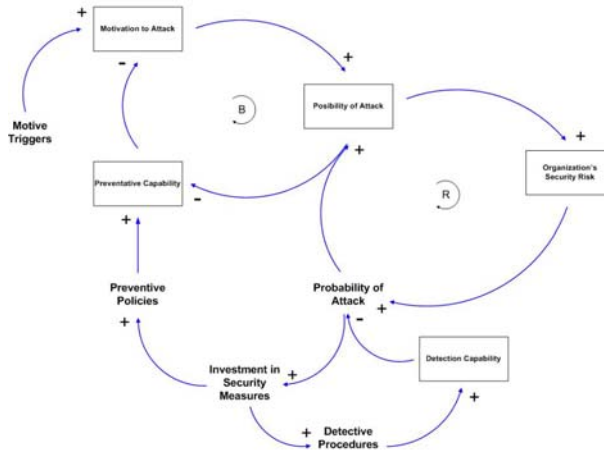 +
Motivation to Attack
-
+
B
Posibility of Attack
Motive
Triggers
+
+
Organization's
Security Risk
Preventative Capability
-
R
+
Preventive
Policies
+
Probability of
Attack
-
+
Detection Capability
Investment in
Security
Measures
+
+
+
Detective
Procedures